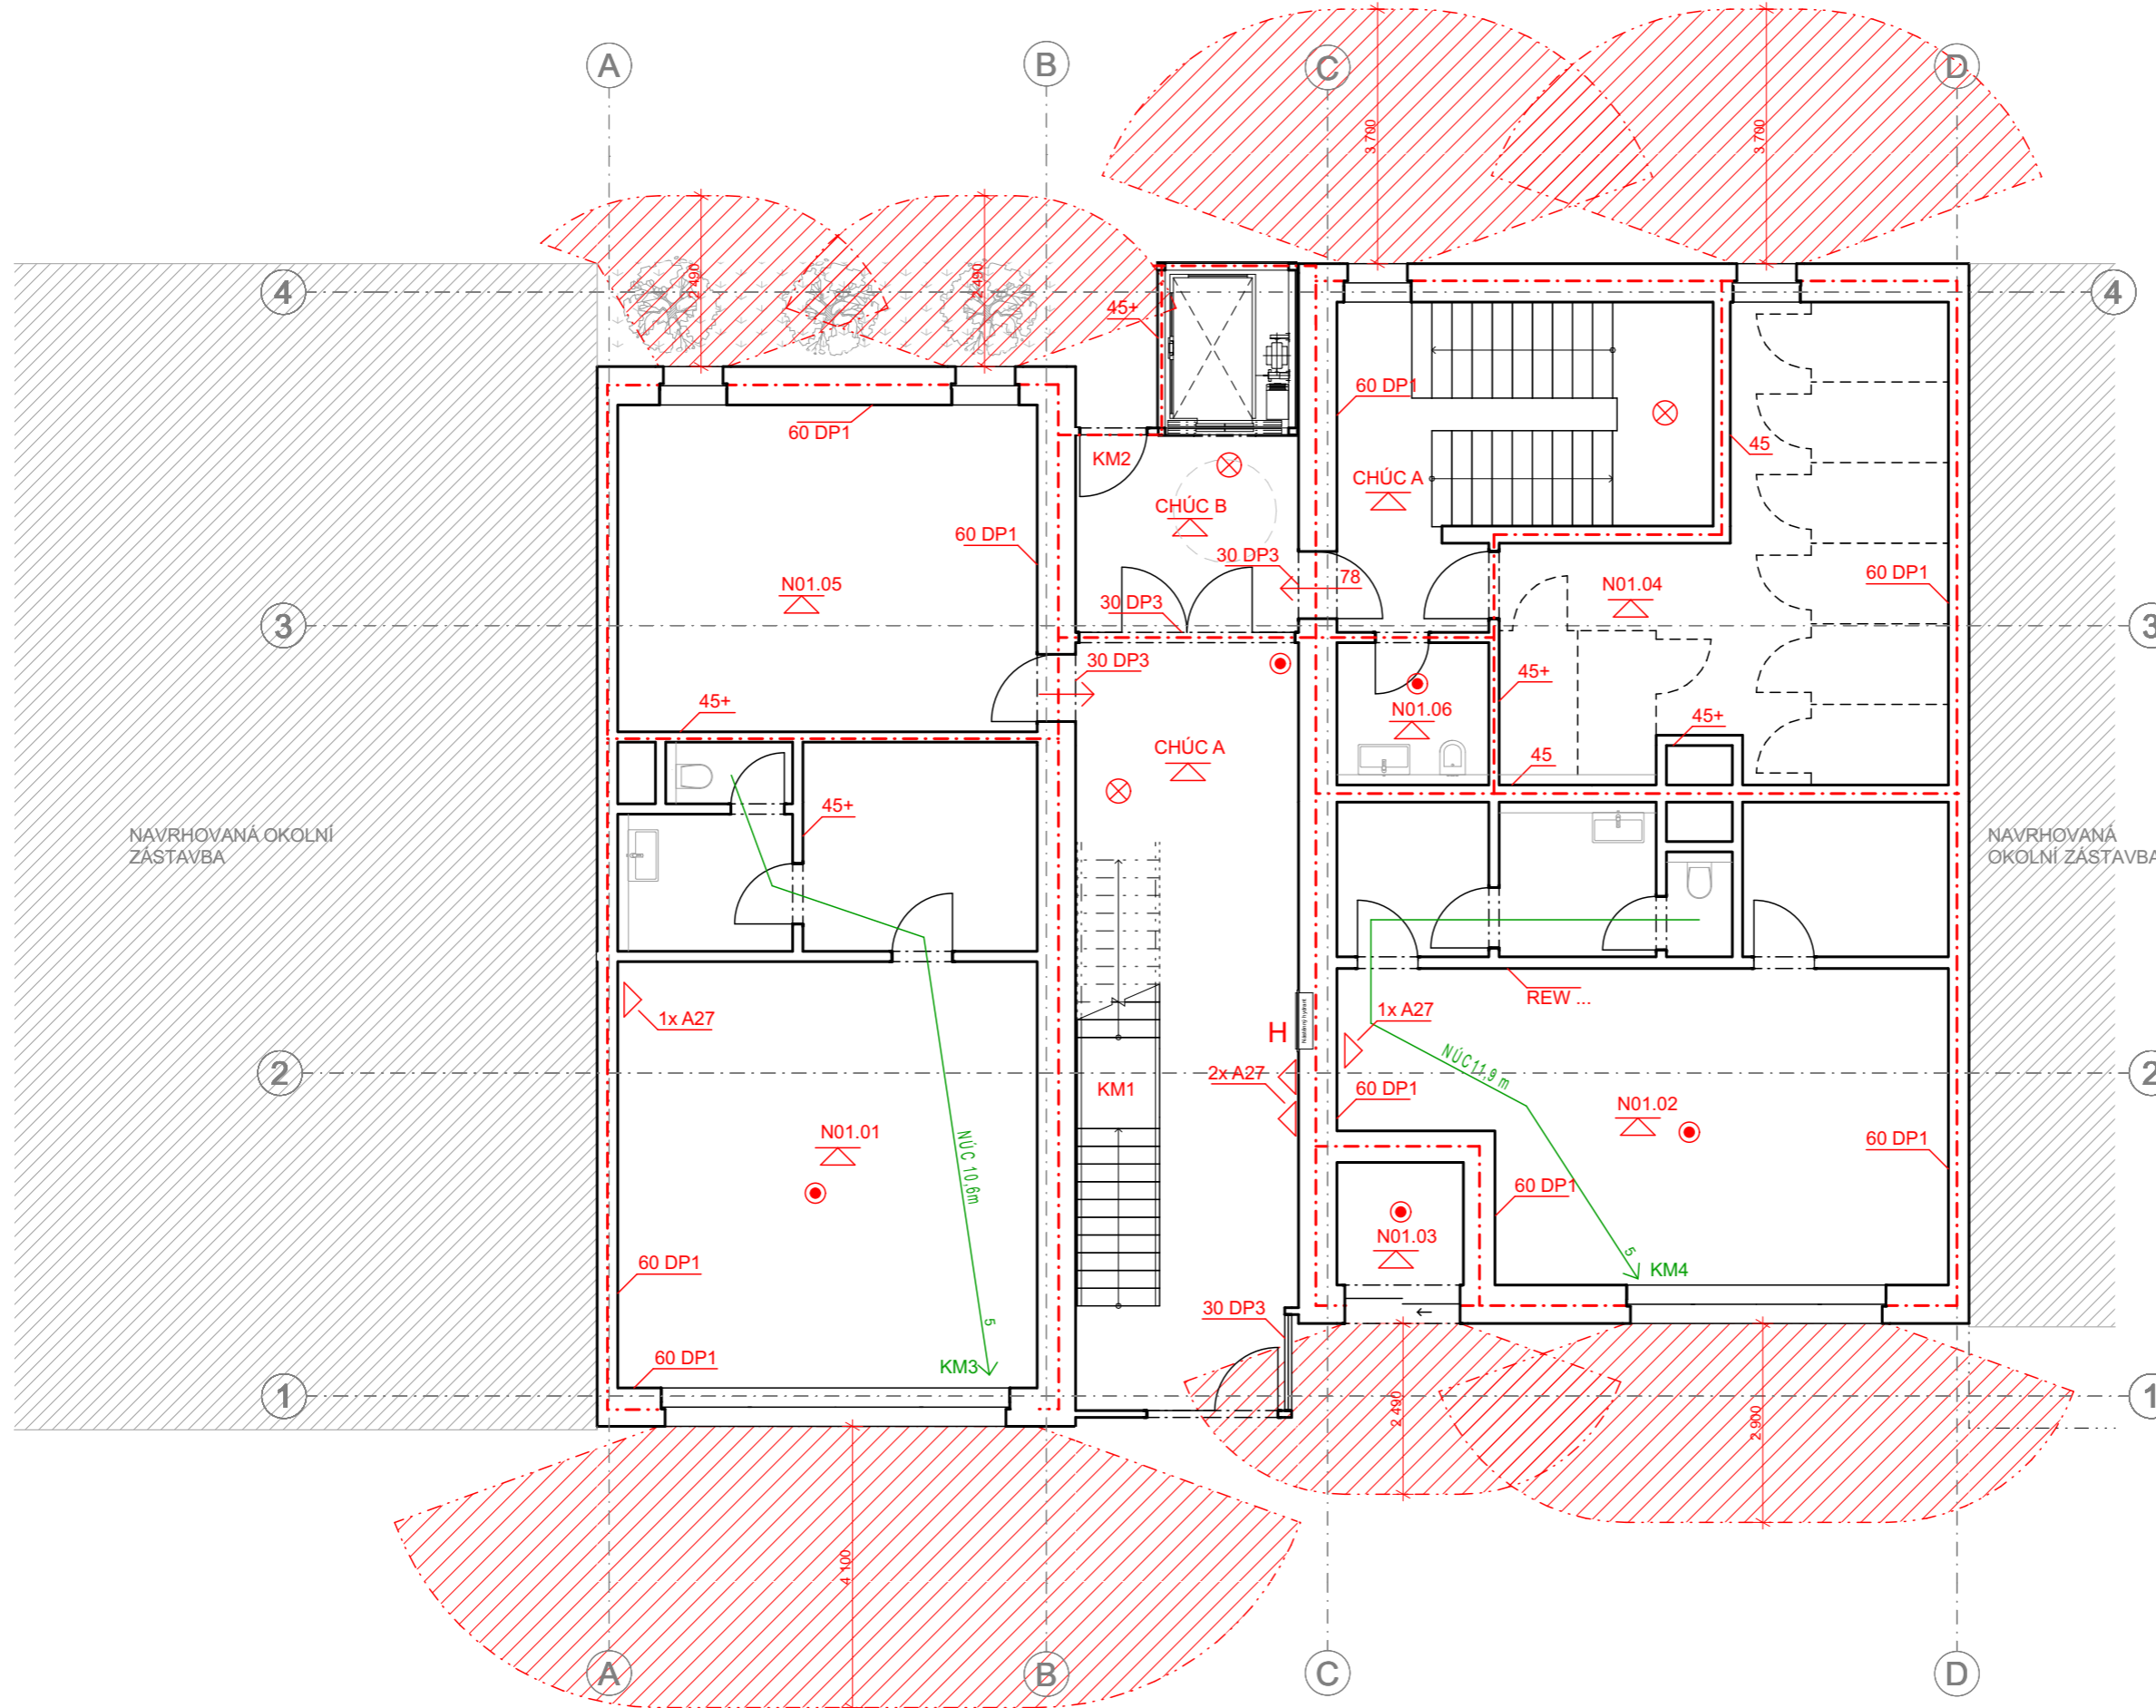 A
B
C
D
3 700
3 700
2 490
2 490
4
4
45+
60 DP1
60 DP1
KM2
45
CHÚC A
CHÚC B
60 DP1
30 DP3
78
N01.05
N01.04
60 DP1
30 DP3
3
3
30 DP3
45+
45+
N01.06
45+
CHÚC A
45
45+
NAVRHOVANÁ OKOLNÍ
ZÁSTAVBA
NAVRHOVANÁ
OKOLNÍ ZÁSTAVBA
REW ...
1x A27
1x A27
H
Nástěnný hydrant
NÚC 11,9 m
2
2
2x A27
KM1
60 DP1
N01.02
N01.01
60 DP1
NÚC 10,6m
60 DP1
N01.03
5
60 DP1
KM4
30 DP3
5
60 DP1
KM3
1
1
2 490
2 900
4 100
A
B
C
D